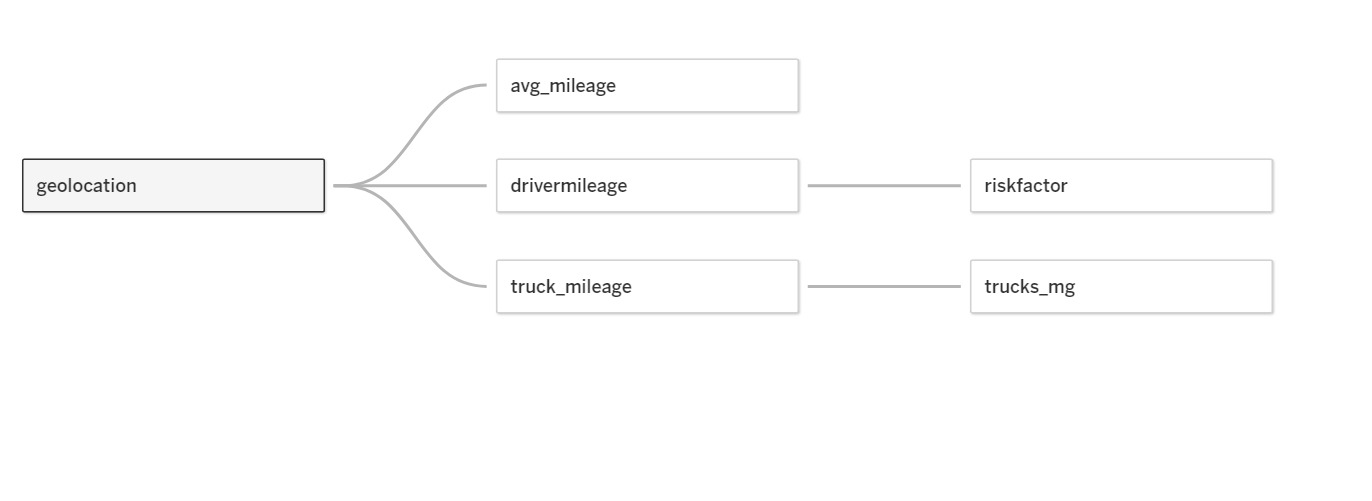 avg_mileage
geolocation
drivermileage
riskfactor
truck_mileage
trucks_mg